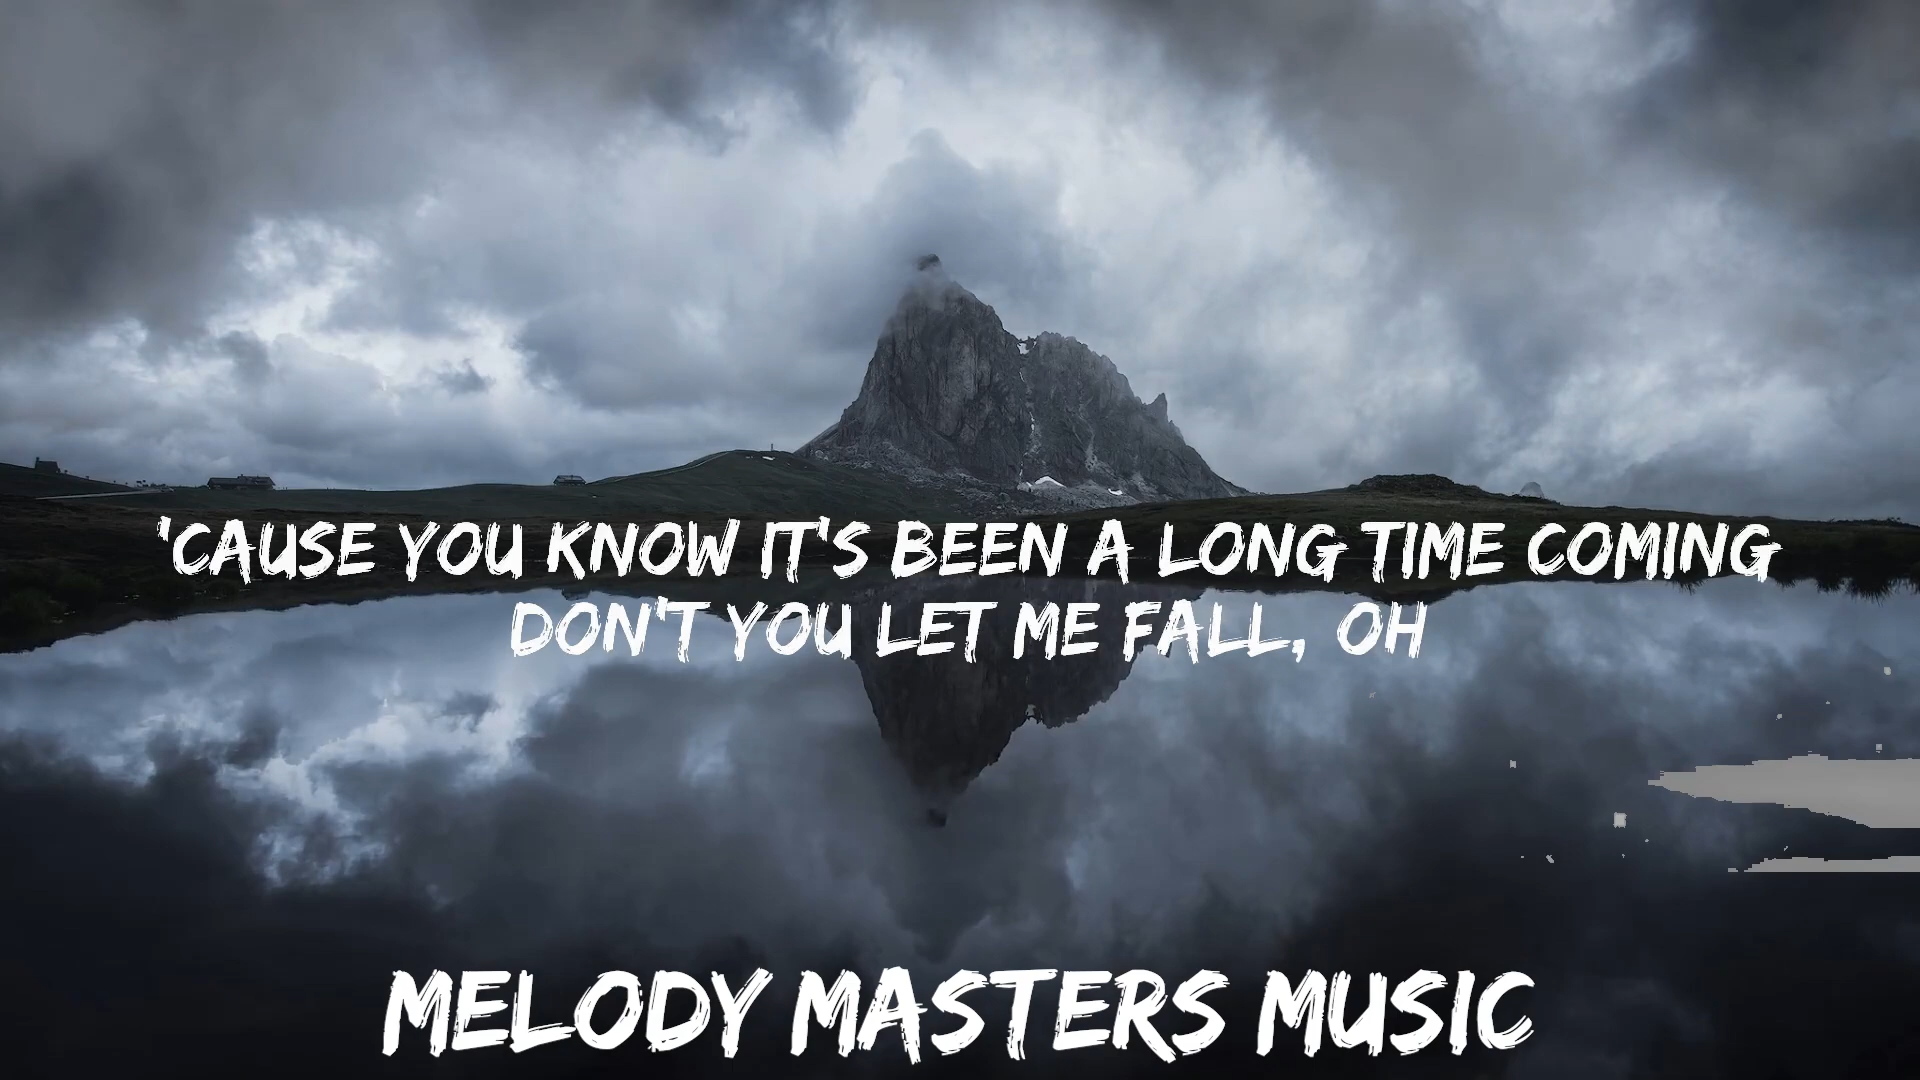 'CAUSE YOU KNOW IT'S BEEN A LONG TIME COMING
DON'T YOU LET ME FALL, OH
MELODY MASTERS MUSIC